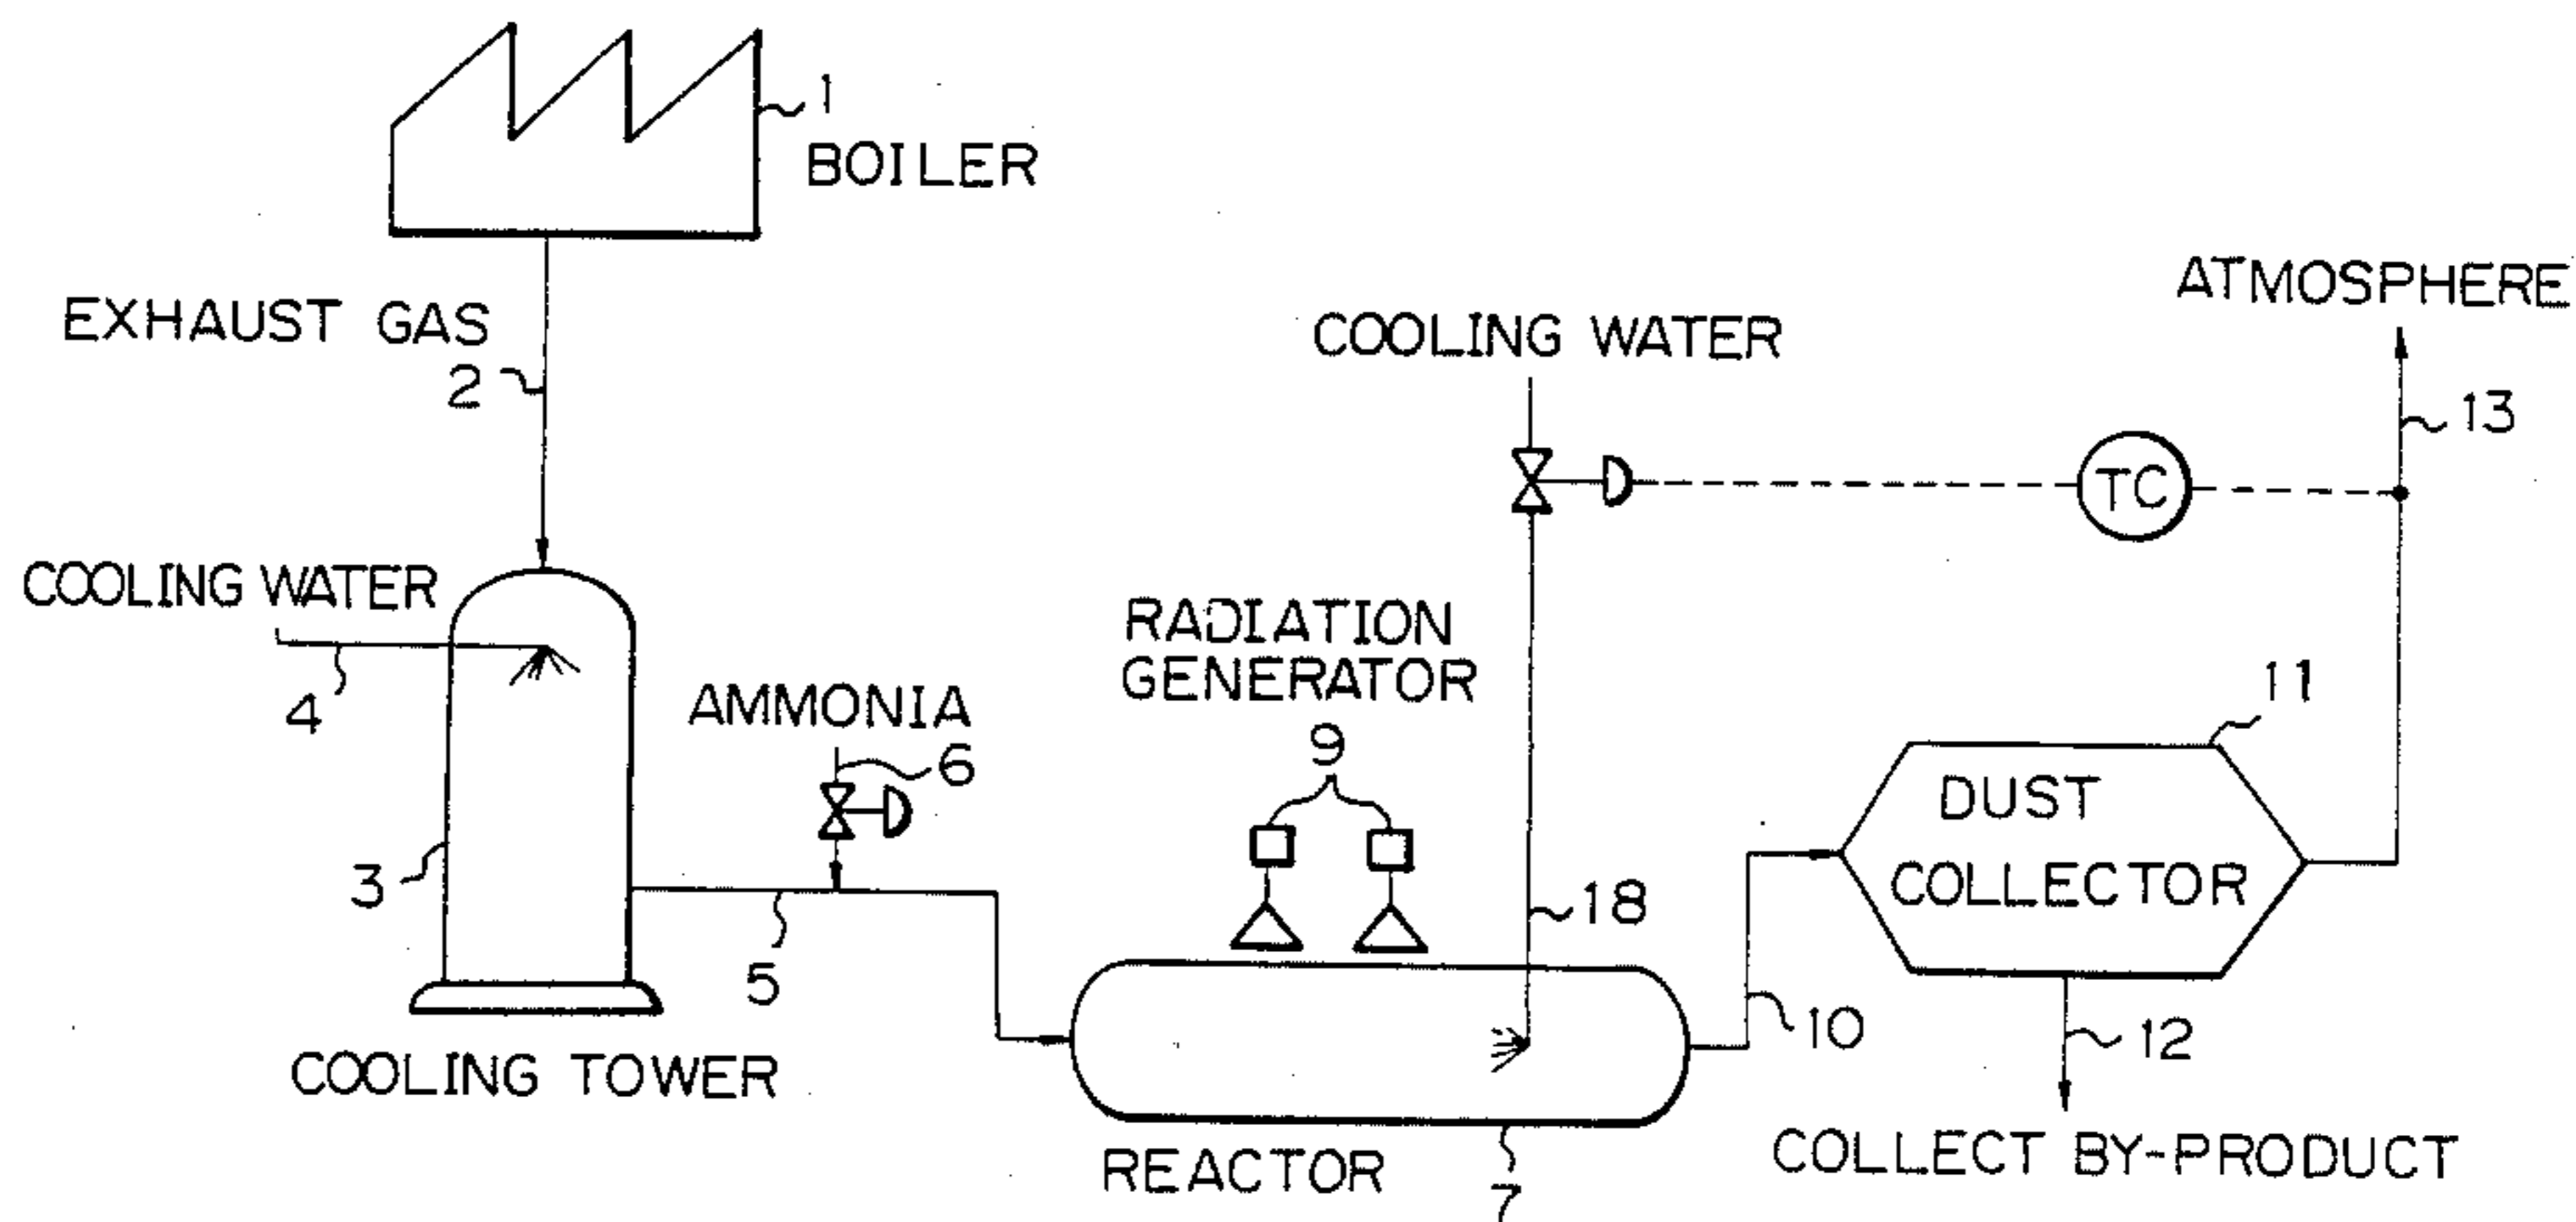 1
BOILER
EXHAUST GAS
2
COOLING WATER
4
3
COOLING TOWER
AMMONIA
6
5
RADIATION
GENERATOR
9
COOLING WATER
18
REACTOR
7
10
DUST
COLLECTOR
11
12
COLLECT BY-PRODUCT
TC
13
ATMOSPHERE